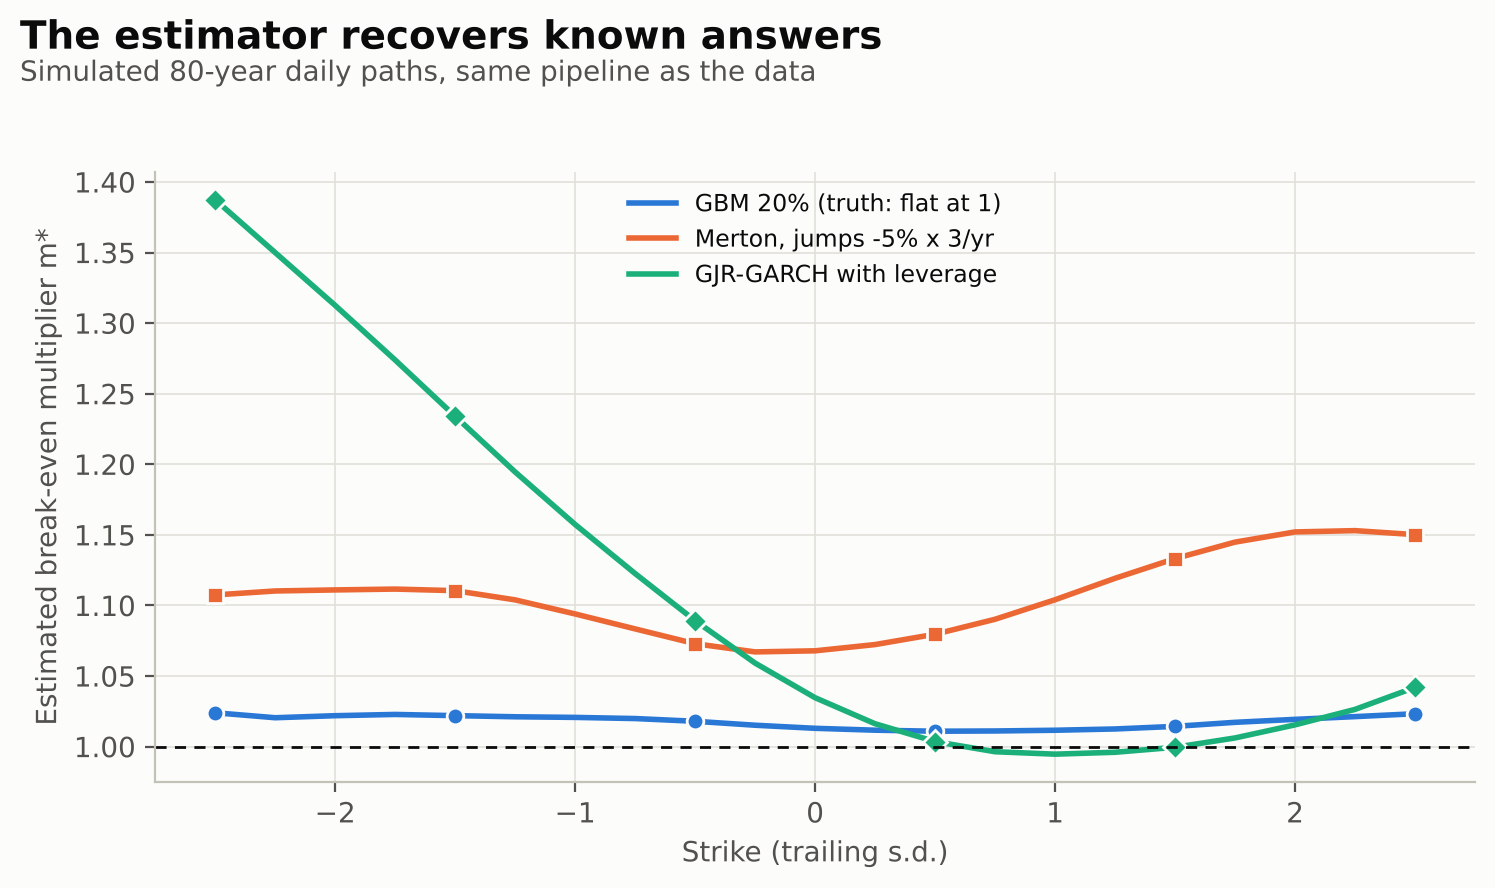 The estimator recovers known answers
Simulated 80-year daily paths, same pipeline as the data
Estimated break-even multiplier m*
1.40
1.35
1.30
1.25
1.20
1.15
1.10
1.05
1.00
GBM 20% (truth: flat at 1)
Merton, jumps -5% x 3/yr
GJR-GARCH with leverage
−2
−1
0
1
2
Strike (trailing s.d.)